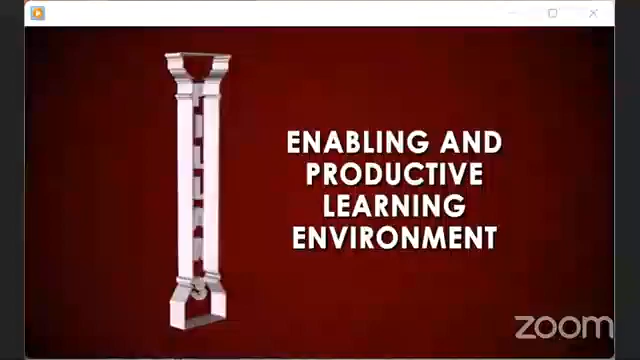 ENABLING AND
PRODUCTIVE
LEARNING
ENVIRONMENT
zoom